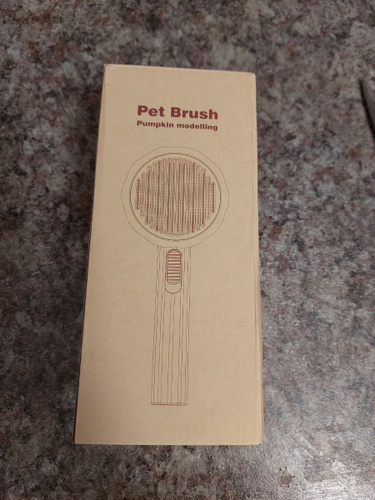 Pet Brush
Pumpkin modelling